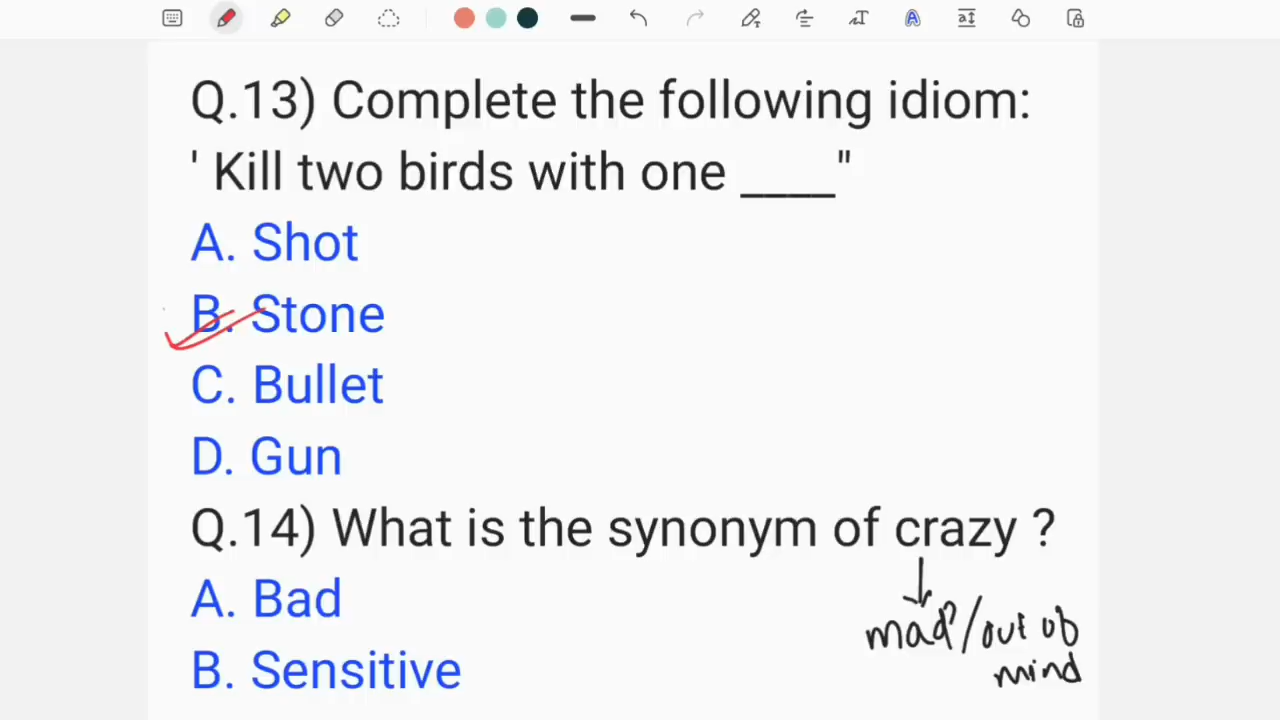 Q.13) Complete the following idiom:
' Kill two birds with one ____"
A. Shot
B. Stone
C. Bullet
D. Gun
Q.14) What is the synonym of crazy ?
A. Bad
mad/out of
B. Sensitive
mind